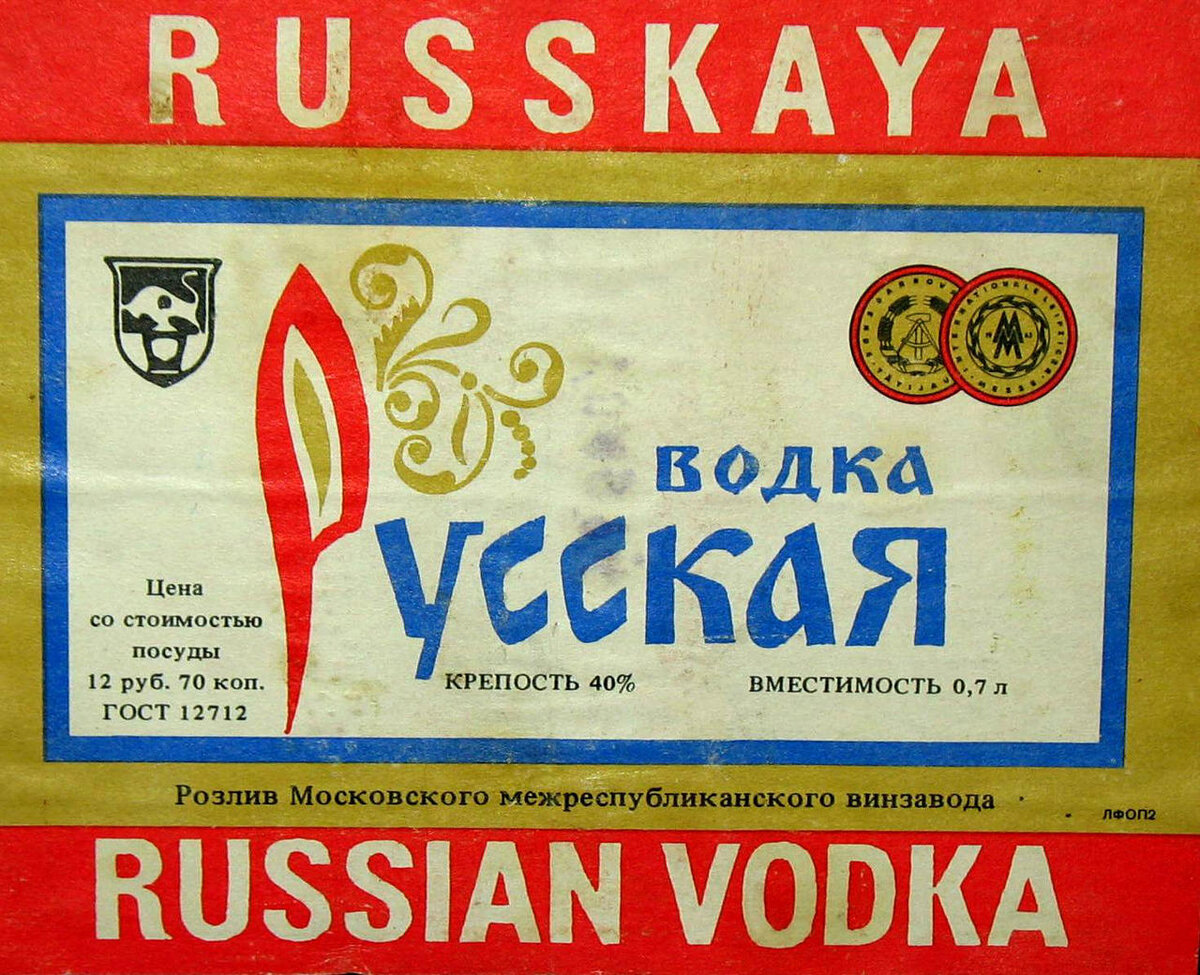 RUSSKAYA
водка
Русская
Цена
со стоимостью
посуды
12 руб. 70 коп.
ГОСТ 12712
КРЕПОСТЬ 40%
ВМЕСТИМОСТЬ 0,7 л
Розлив Московского межреспубликанского винзавода
ЛФОП2
RUSSIAN VODKA